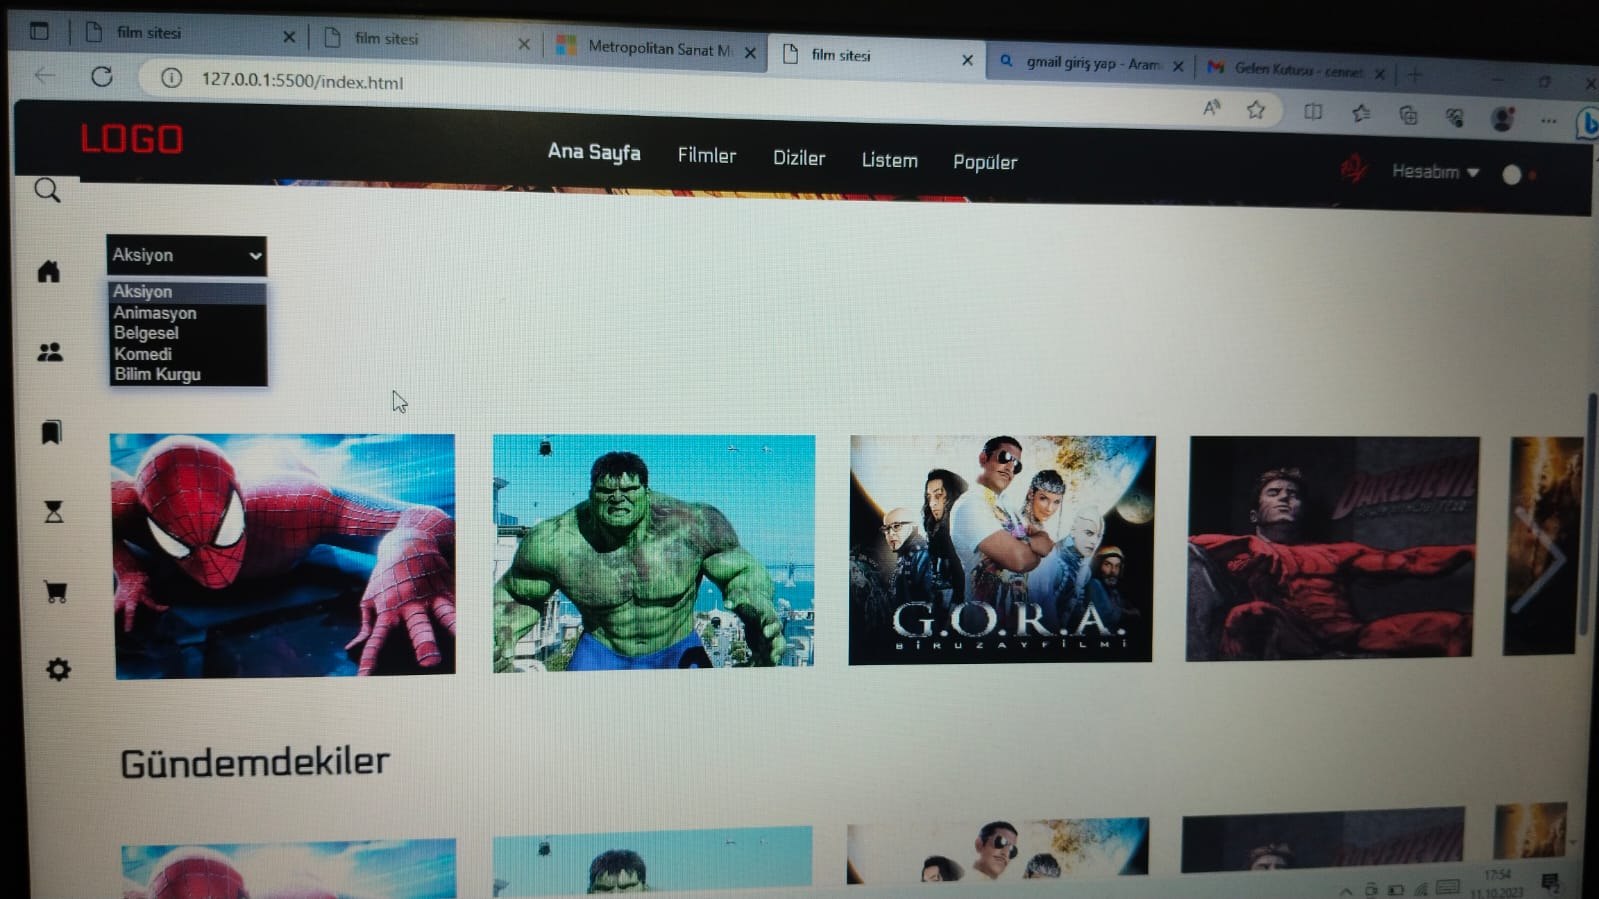 film sitesi
film sitesi
Metropolitan Sanat M
film sitesi
gmail giriş yap - Aram
Gelen Kutusu - cennet
127.0.0.1:5500/index.html
LOGO
Ana Sayfa
Filmler
Diziler
Listem
Popüler
Hesabım
Aksiyon
Aksiyon
Animasyon
Belgesel
Komedi
Bilim Kurgu
G.O.R.A.
BİR UZAY FİLMİ
Gündemdekiler
17:54
11.10.2023